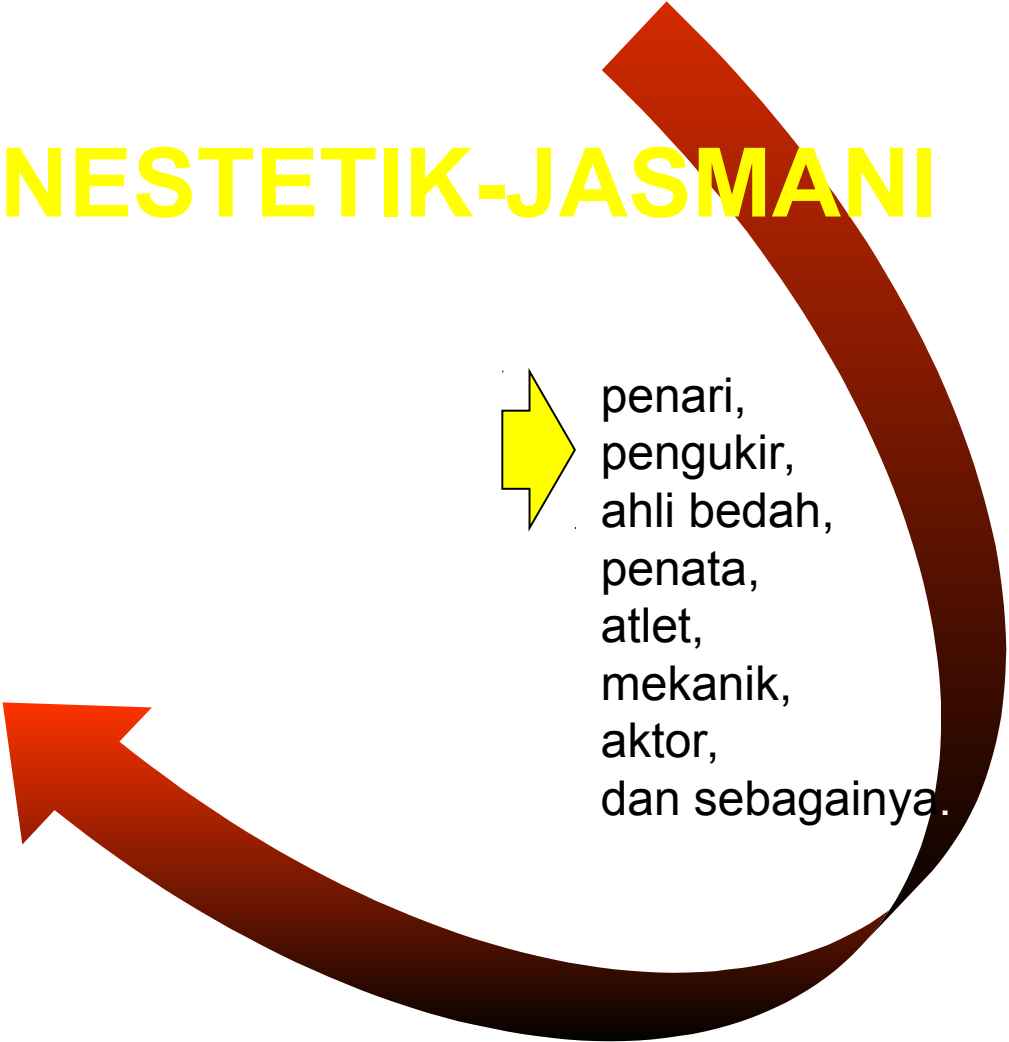 NESTETIK-JASMANI
penari,
pengukir,
ahli bedah,
penata,
atlet,
mekanik,
aktor,
dan sebagainya.